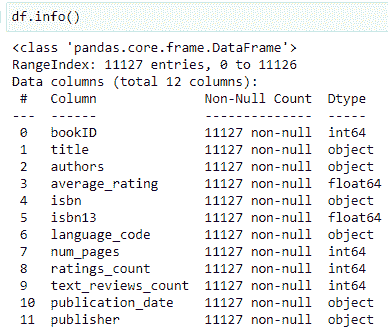 df.info()
<class 'pandas.core.frame.DataFrame'>
RangeIndex: 11127 entries, 0 to 11126
Data columns (total 12 columns):
 #   Column              Non-Null Count  Dtype
---  ------              --------------  -----
 0   bookID              11127 non-null  int64
 1   title               11127 non-null  object
 2   authors             11127 non-null  object
 3   average_rating      11127 non-null  float64
 4   isbn                11127 non-null  object
 5   isbn13              11127 non-null  float64
 6   language_code       11127 non-null  object
 7   num_pages           11127 non-null  int64
 8   ratings_count       11127 non-null  int64
 9   text_reviews_count  11127 non-null  int64
 10  publication_date    11127 non-null  object
 11  publisher           11127 non-null  object